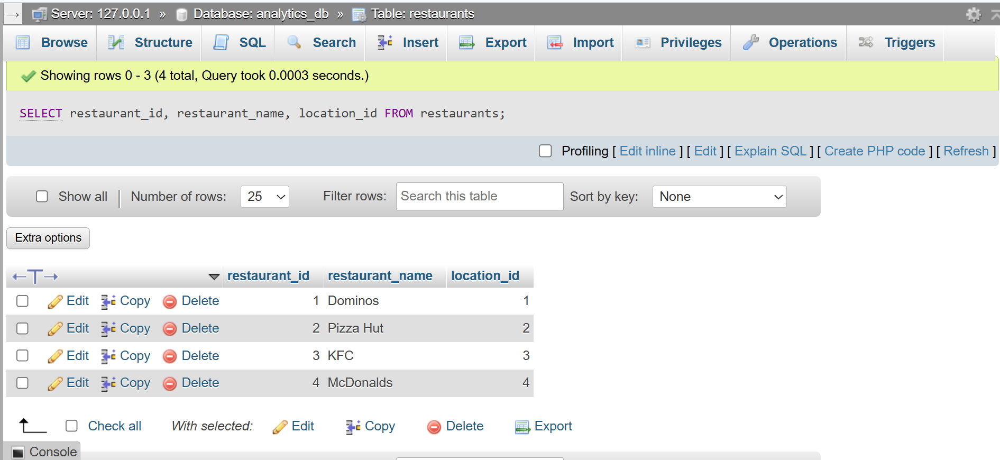 → Server: 127.0.0.1 » Database: analytics_db » Table: restaurants
Browse Structure SQL Search Insert Export Import Privileges Operations Triggers
Showing rows 0 - 3 (4 total, Query took 0.0003 seconds.)
SELECT restaurant_id, restaurant_name, location_id FROM restaurants;
Profiling [ Edit inline ] [ Edit ] [ Explain SQL ] [ Create PHP code ] [ Refresh ]
Show all | Number of rows: 25 Filter rows: Search this table Sort by key: None
Extra options
←T→ restaurant_id restaurant_name location_id
Edit Copy Delete 1 Dominos 1
Edit Copy Delete 2 Pizza Hut 2
Edit Copy Delete 3 KFC 3
Edit Copy Delete 4 McDonalds 4
Check all With selected: Edit Copy Delete Export
Console